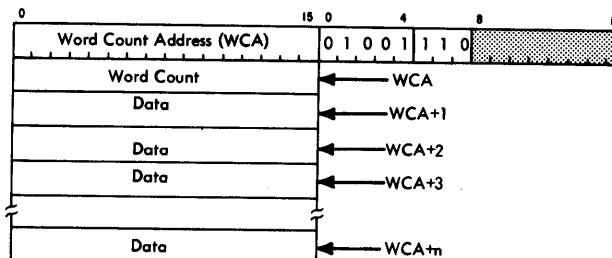 15 0 4 8
0 Word Count Address (WCA) 0 1 0 0 1 1 1 0
Word Count WCA
Data WCA+1
Data WCA+2
Data WCA+3
Data WCA+n